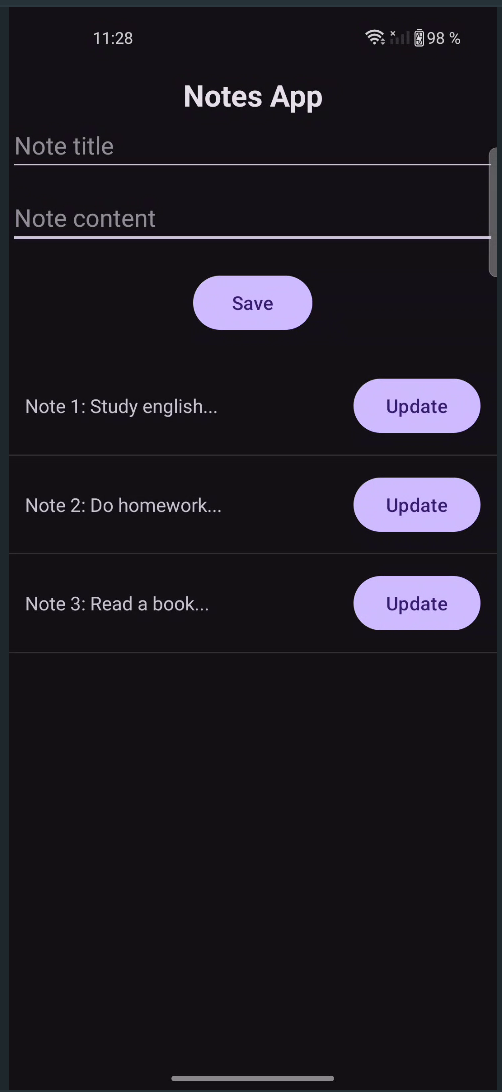 11:28 98 %
Notes App
Note title
Note content
Save
Note 1: Study english... Update
Note 2: Do homework... Update
Note 3: Read a book... Update